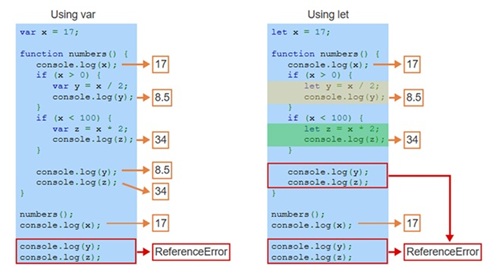 Using var
var x = 17;
function numbers() {
console.log(x); 17
if (x > 0) {
var y = x / 2;
console.log(y); 8.5
}
if (x < 100) {
var z = x * 2;
console.log(z); 34
}
console.log(y); 8.5
console.log(z); 34
}
numbers();
console.log(x); 17
console.log(y);
console.log(z);
ReferenceError
Using let
let x = 17;
function numbers() {
console.log(x); 17
if (x > 0) {
let y = x / 2;
console.log(y); 8.5
}
if (x < 100) {
let z = x * 2;
console.log(z); 34
}
console.log(y);
console.log(z);
}
numbers();
console.log(x); 17
console.log(y);
console.log(z);
ReferenceError